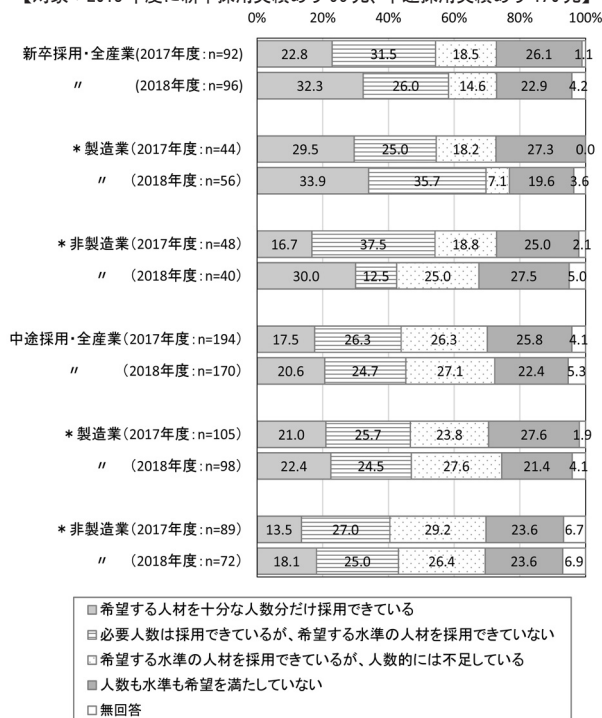 0% 20% 40% 60% 80% 100%
新卒採用・全産業(2017年度:n=92) 22.8 31.5 18.5 26.1 1.1
〃 (2018年度:n=96) 32.3 26.0 14.6 22.9 4.2
＊製造業(2017年度:n=44) 29.5 25.0 18.2 27.3 0.0
〃 (2018年度:n=56) 33.9 35.7 7.1 19.6 3.6
＊非製造業(2017年度:n=48) 16.7 37.5 18.8 25.0 2.1
〃 (2018年度:n=40) 30.0 12.5 25.0 27.5 5.0
中途採用・全産業(2017年度:n=194) 17.5 26.3 26.3 25.8 4.1
〃 (2018年度:n=170) 20.6 24.7 27.1 22.4 5.3
＊製造業(2017年度:n=105) 21.0 25.7 23.8 27.6 1.9
〃 (2018年度:n=98) 22.4 24.5 27.6 21.4 4.1
＊非製造業(2017年度:n=89) 13.5 27.0 29.2 23.6 6.7
〃 (2018年度:n=72) 18.1 25.0 26.4 23.6 6.9
希望する人材を十分な人数分だけ採用できている
必要人数は採用できているが、希望する水準の人材を採用できていない
希望する水準の人材を採用できているが、人数的には不足している
人数も水準も希望を満たしていない
無回答